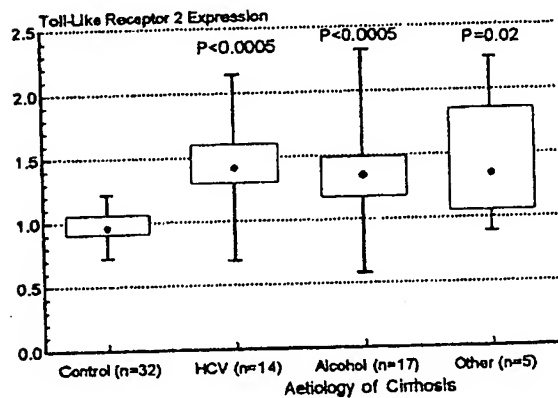 Toll-Like Receptor 2 Expression
2.5
P<0.0005 P<0.0005 P=0.02
2.0
1.5
1.0
0.5
0.0
Control (n=32) HCV (n=14) Alcohol (n=17) Other (n=5)
Aetiology of Cirrhosis